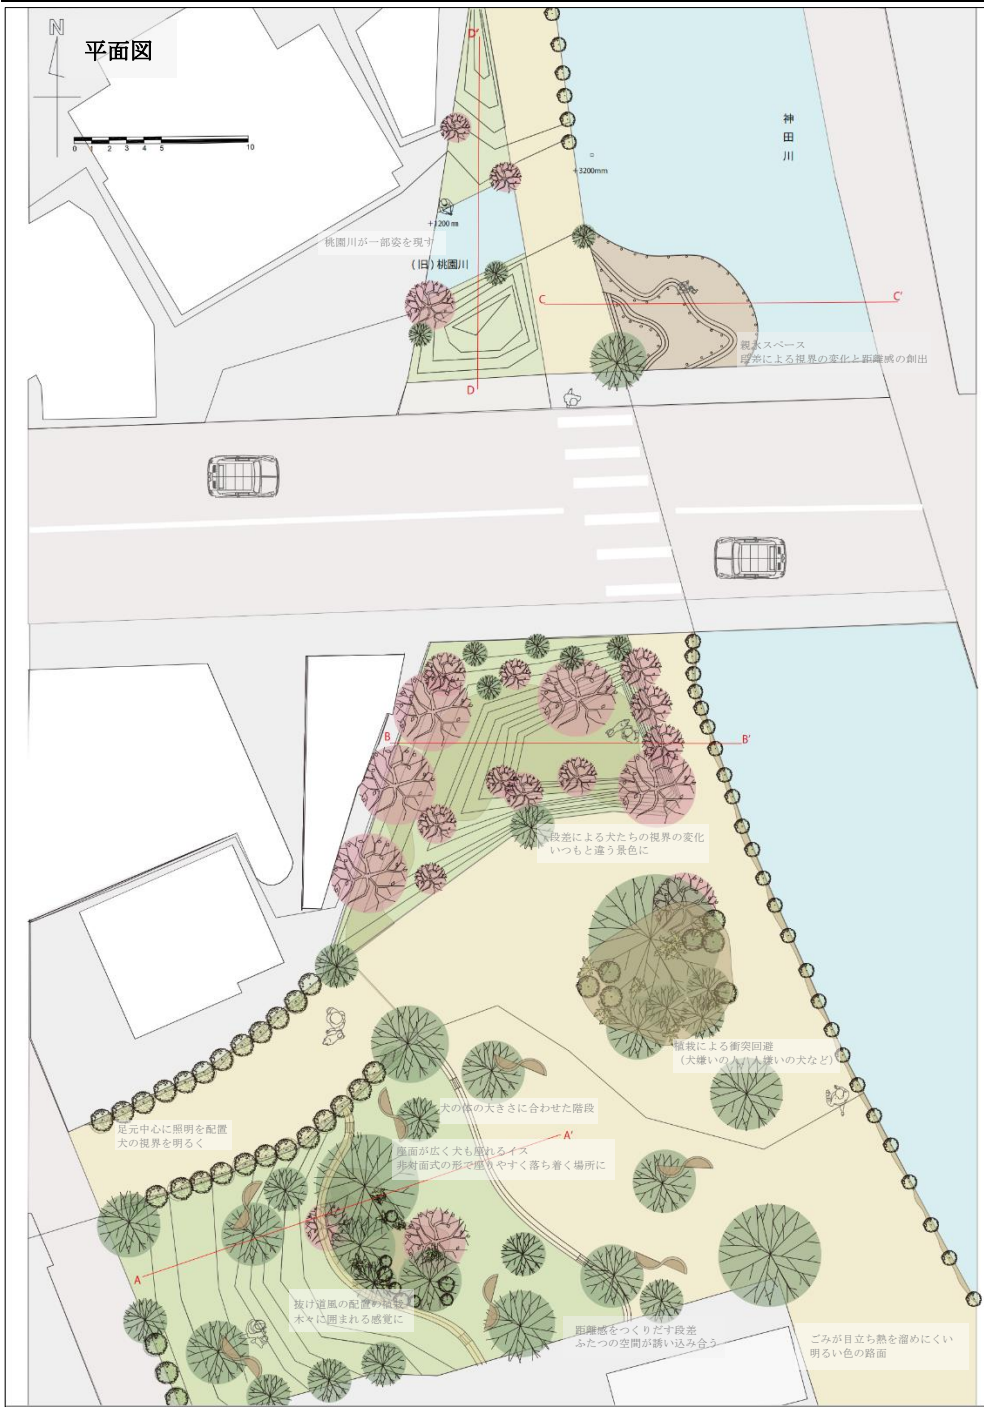 N
平面図
0 1 2 3 4 5 10
D'
神田川
+3200mm
桃園川が一部姿を現す
(旧)桃園川
C
C'
親水スペース
段差による視界の変化と距離感の創出
D
B
B'
段差による犬たちの視界の変化
いつもと違う景色に
植栽による衝突回避
(犬嫌いの人/人嫌いの犬など)
犬の体の大きさに合わせた階段
足元中心に照明を配置
犬の視界を明るく
A'
座面が広く犬も座れるイス
非対面式の形で座りやすく落ち着く場所に
A
抜け道風の配置の植栽
木々に囲まれる感覚に
距離感をつくりだす段差
ふたつの空間が誘い込み合う
ごみが目立ち熱を溜めにくい
明るい色の路面